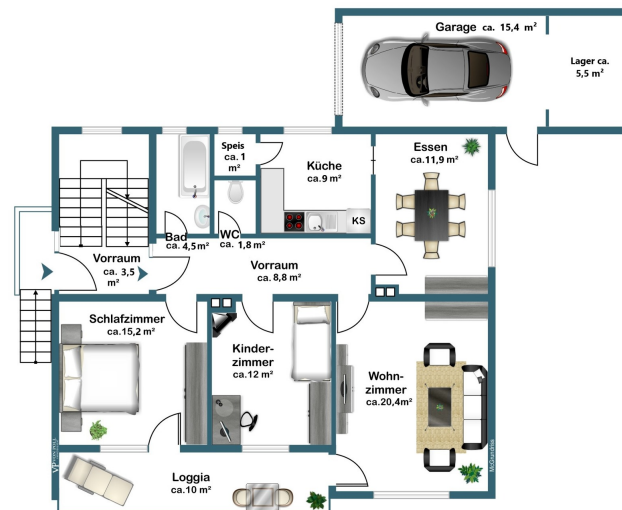 Garage ca. 15,4 m²
Lager ca.
5,5 m²
Speis
ca. 1
m²
Küche
ca.9 m²
Essen
ca.11,9 m²
KS
Bad
ca. 4,5m²
WC
ca. 1,8 m²
Vorraum
ca. 3,5
m²
Vorraum
ca.8,8 m²
Schlafzimmer
ca.15,2 m²
Kinder-
zimmer
ca.12 m²
Wohn-
zimmer
ca.20,4m²
Loggia
ca.10 m²